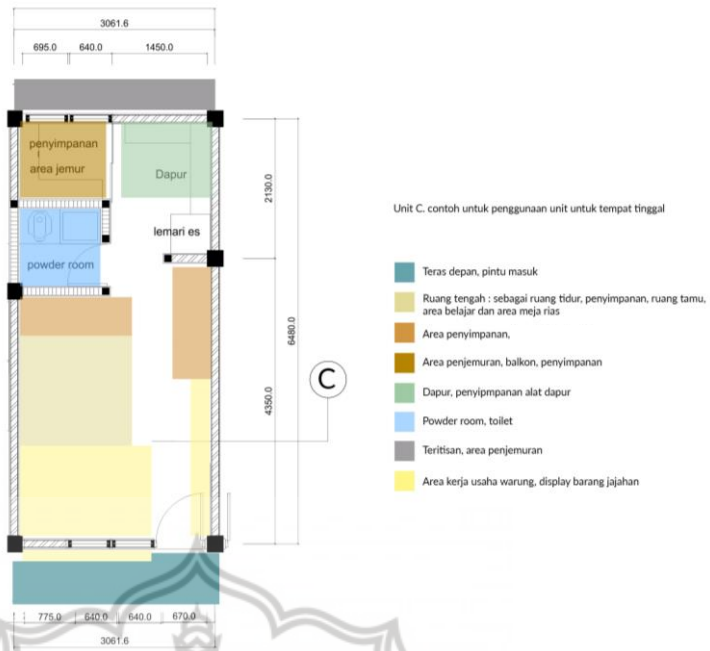 3061.6
695.0 640.0 1450.0
penyimpanan
area jemur
Dapur
lemari es
powder room
2130.0
4350.0
6480.0
C
775.0 640.0 640.0 670.0
3061.6
Unit C. contoh untuk penggunaan unit untuk tempat tinggal
Teras depan, pintu masuk
Ruang tengah : sebagai ruang tidur, penyimpanan, ruang tamu,
area belajar dan area meja rias
Area penyimpanan,
Area penjemuran, balkon, penyimpanan
Dapur, penyipmpanan alat dapur
Powder room, toilet
Teritisan, area penjemuran
Area kerja usaha warung, display barang jajahan